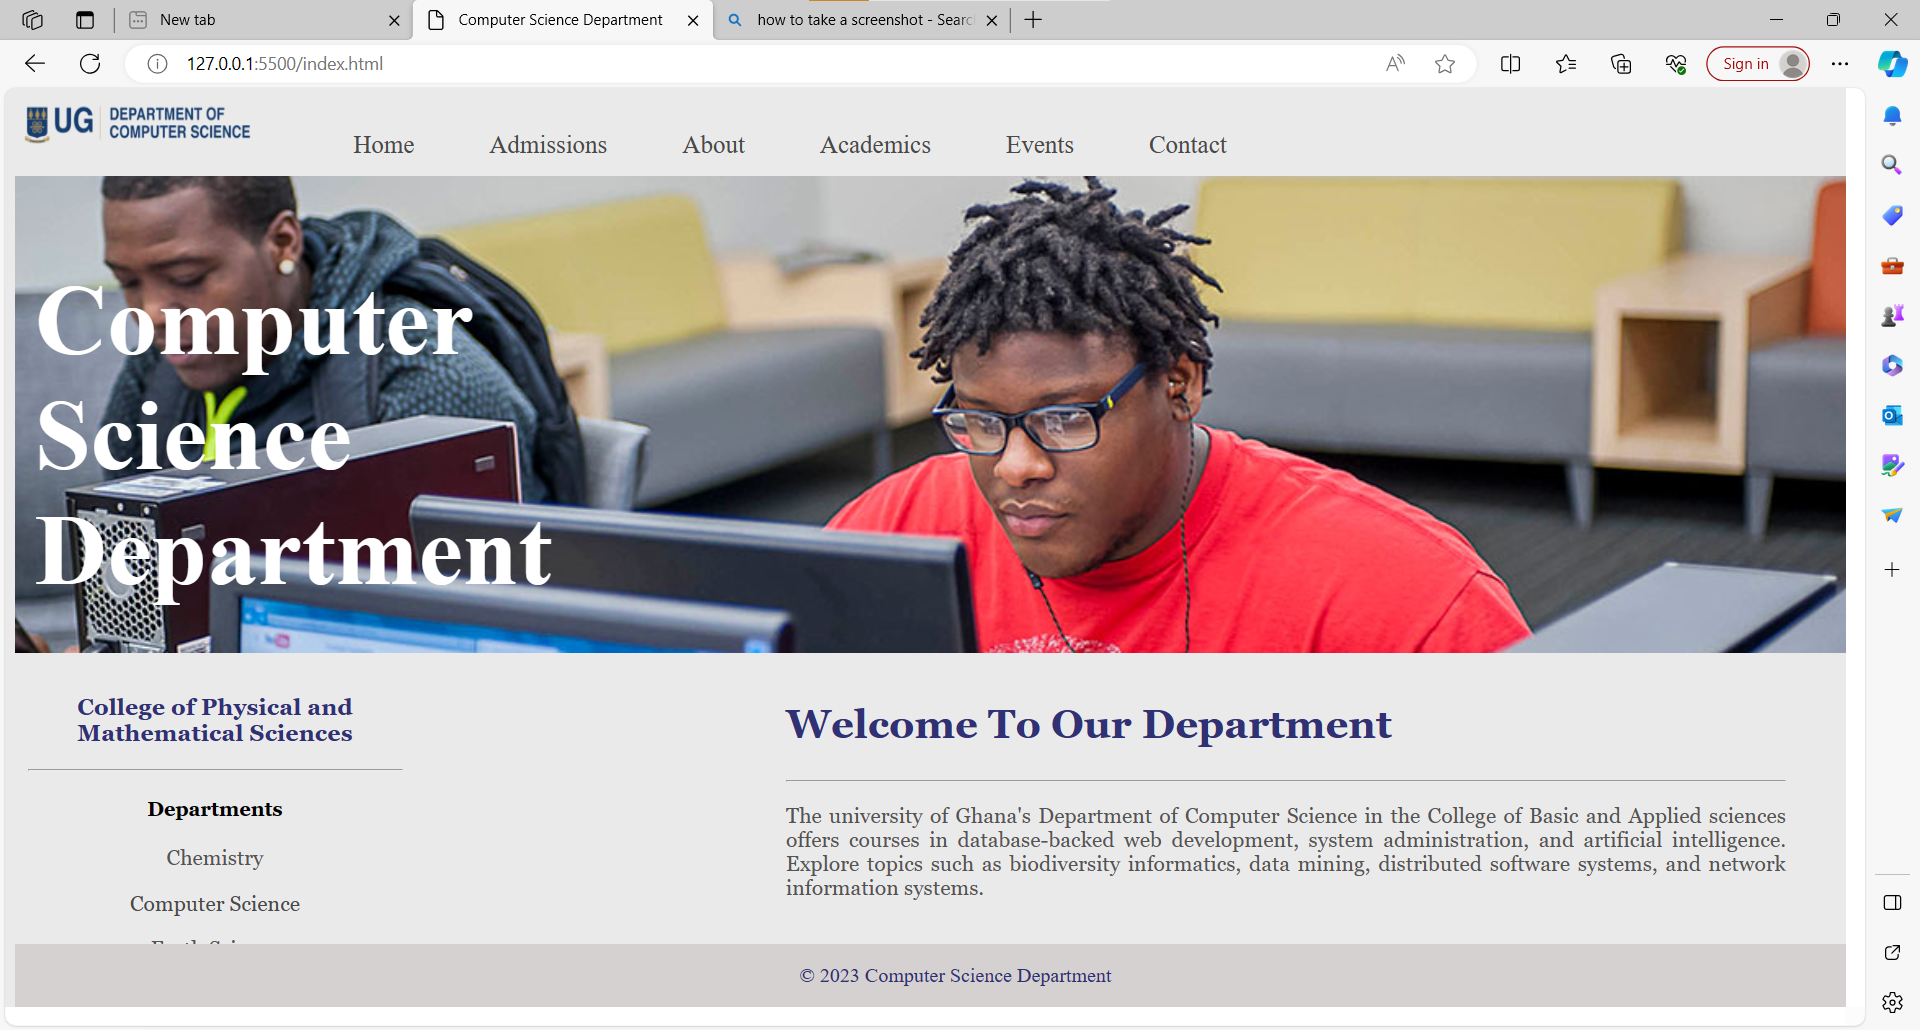 New tab
Computer Science Department
how to take a screenshot - Searc
127.0.0.1:5500/index.html
Sign in
UG
DEPARTMENT OF
COMPUTER SCIENCE
Home
Admissions
About
Academics
Events
Contact
Computer
Science
Department
College of Physical and
Mathematical Sciences
Departments
Chemistry
Computer Science
Welcome To Our Department
The university of Ghana's Department of Computer Science in the College of Basic and Applied sciences
offers courses in database-backed web development, system administration, and artificial intelligence.
Explore topics such as biodiversity informatics, data mining, distributed software systems, and network
information systems.
© 2023 Computer Science Department